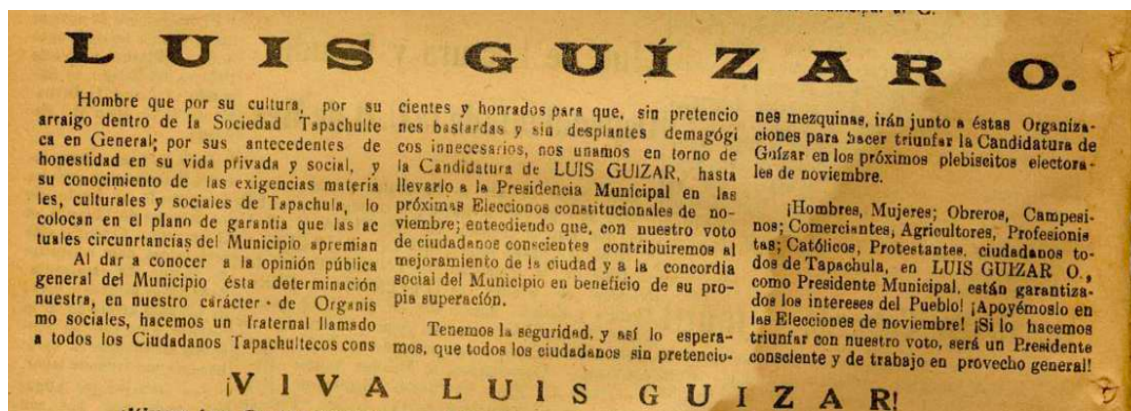 LUIS GUÍZAR O.
Hombre que por su cultura, por su
arraigo dentro de la Sociedad Tapachulte
ca en General; por sus antecedentes de
honestidad en su vida privada y social, y
su conocimiento de las exigencias materia
les, culturales y sociales de Tapachula, lo
colocan en el plano de garantia que las ac
tuales circunrtancias del Municipio apremian
Al dar a conocer a la opinión pública
general del Municipio ésta determinación
nuestra, en nuestro carácter de Organis
mo sociales, hacemos un fraternal llamado
a todos los Ciudadanos Tapachultecos cons
cientes y honrados para que, sin pretencio
nes bastardas y sin desplantes demagógi
cos innecesarios, nos unamos en torno de
la Candidatura de LUIS GUIZAR, hasta
llevarlo a la Presidencia Municipal en las
próximas Eleccionos constitucionales de no-
viembre; entecdiendo que, con nuestro voto
de ciudadanos conscientes contribuiremos al
mejoramiento de la ciudad y a la concordia
social del Municipio en beneficio de su pro-
pia superación.
Tenemos la seguridad, y así lo espera-
mos, que todos los ciudadanos sin pretencio-
nes mezquinas, irán junto a éstas Organiza-
ciones para hacer triunfar la Candidatura de
Guízar en los próximos plebiscitos electora-
les de noviembre.
¡Hombres, Mujeres; Obreros, Campesi-
nos; Comerciantes, Agricultores, Profesionis
tas; Católicos, Protestantes, ciudadanos to-
dos de Tapachula, en LUIS GUIZAR O.,
como Presidente Municipal, están garantiza-
dos los intereses del Pueblo! ¡Apoyémoslo en
las Elecciones de noviembre! ¡Si lo hacemos
triunfar con nuestro voto, será un Presidente
consciente y de trabajo en provecho general!
¡VIVA LUIS GUIZAR!